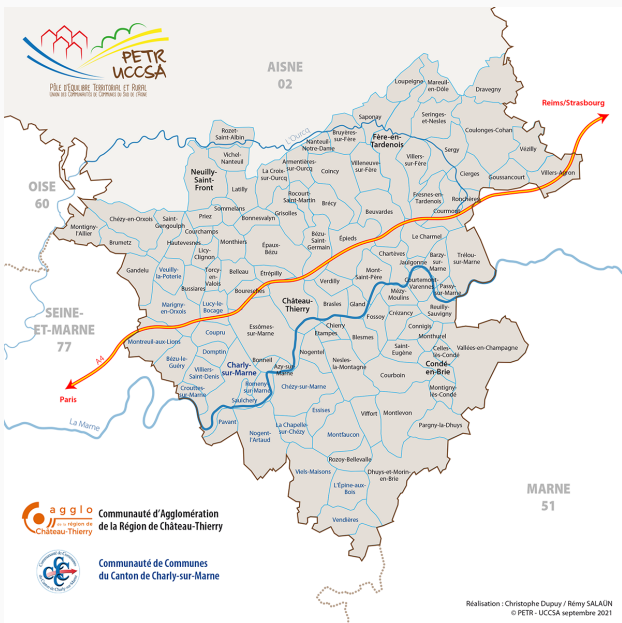 PETR
UCCSA
PÔLE D'ÉQUILIBRE TERRITORIAL ET RURAL
UNION DES COMMUNAUTÉS DE COMMUNES DU SUD DE L'AISNE
AISNE
02
Reims/Strasbourg
OISE
60
SEINE-
ET-MARNE
77
MARNE
51
A4
Paris
La Marne
L'Ourcq
Loupeigne
Mareuil-
en-Dôle
Dravegny
Saponay
Seringes-
et-Nesles
Coulonges-Cohan
Rozet-
Saint-Albin
Bruyères-
sur-Fère
Nanteuil-
Notre-Dame
Fère-en-
Tardenois
Sergy
Vézilly
Vichel-
Nanteuil
Armentières-
sur-Ourcq
Villeneuve-
sur-Fère
Villers-
sur-Fère
Cierges
Goussancourt
Villers-Agron
Neuilly-
Saint-
Front
La Croix-
sur-Ourcq
Coincy
Latilly
Rocourt-
Saint-Martin
Brécy
Fresnes-en-
Tardenois
Ronchères
Sommelans
Grisolles
Beuvardes
Courmont
Chézy-en-Orxois
Saint-
Gengoulph
Priez
Bonnesvalyn
Montigny-
l'Allier
Courchamps
Monthiers
Bézu-
Saint-
Germain
Épieds
Le Charmel
Brumetz
Hautevesnes
Licy-
Clignon
Épaux-
Bézu
Chartèves
Jaulgonne
Barzy-
sur-Marne
Trélou-
sur-Marne
Gandelu
Veuilly-
la-Poterie
Torcy-
en-
Valois
Belleau
Étrépilly
Mont-
Saint-Père
Courtemont-
Varennes
Passy-
sur-Marne
Bussiares
Bouresches
Verdilly
Mézy-
Moulins
Marigny-
en-Orxois
Lucy-le-
Bocage
Château-
Thierry
Brasles
Gland
Fossoy
Crézancy
Reuilly-
Sauvigny
Montreuil-aux-Lions
Coupru
Essômes-
sur-Marne
Chierry
Étampes
Blesmes
Connigis
Monthurel
Celles-
lès-Condé
Vallées-en-Champagne
Bézu-le-
Guéry
Domptin
Nogentel
Saint-
Eugène
Villiers-
Saint-Denis
Charly-
sur-Marne
Bonneil
Azy-sur-
Marne
Nesles-
la-Montagne
Condé-
en-Brie
Crouttes-
sur-Marne
Romeny-
sur-Marne
Saulchery
Chézy-sur-Marne
Courboin
Montigny-
lès-Condé
Pavant
Essises
Viffort
Montlevon
Pargny-la-Dhuys
Nogent-
l'Artaud
La Chapelle-
sur-Chézy
Montfaucon
Rozoy-Bellevalle
Viels-Maisons
Dhuys-et-Morin-
en-Brie
L'Épine-aux-
Bois
Vendières
agglo
de la région de
Château-Thierry
Communauté d'Agglomération
de la Région de Château-Thierry
Communauté de Communes
du Canton de Charly-sur-Marne
Réalisation : Christophe Dupuy / Rémy SALAÜN
© PETR - UCCSA septembre 2021